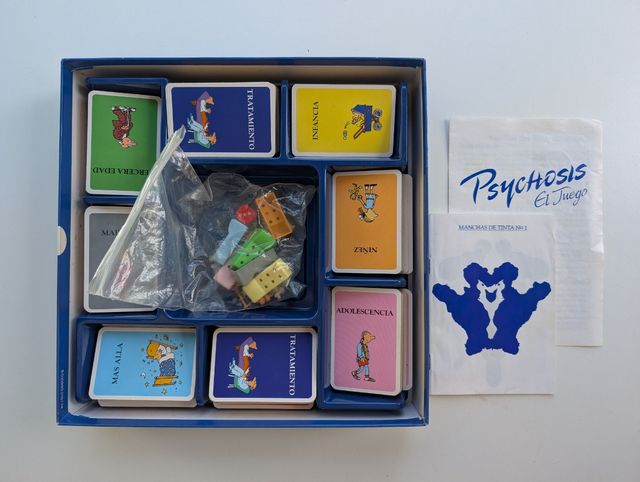 TERCERA EDAD
TRATAMIENTO
INFANCIA
NIÑEZ
ADOLESCENCIA
TRATAMIENTO
MAS ALLA
PSYCHOSIS
El Juego
MANCHAS DE TINTA No 1